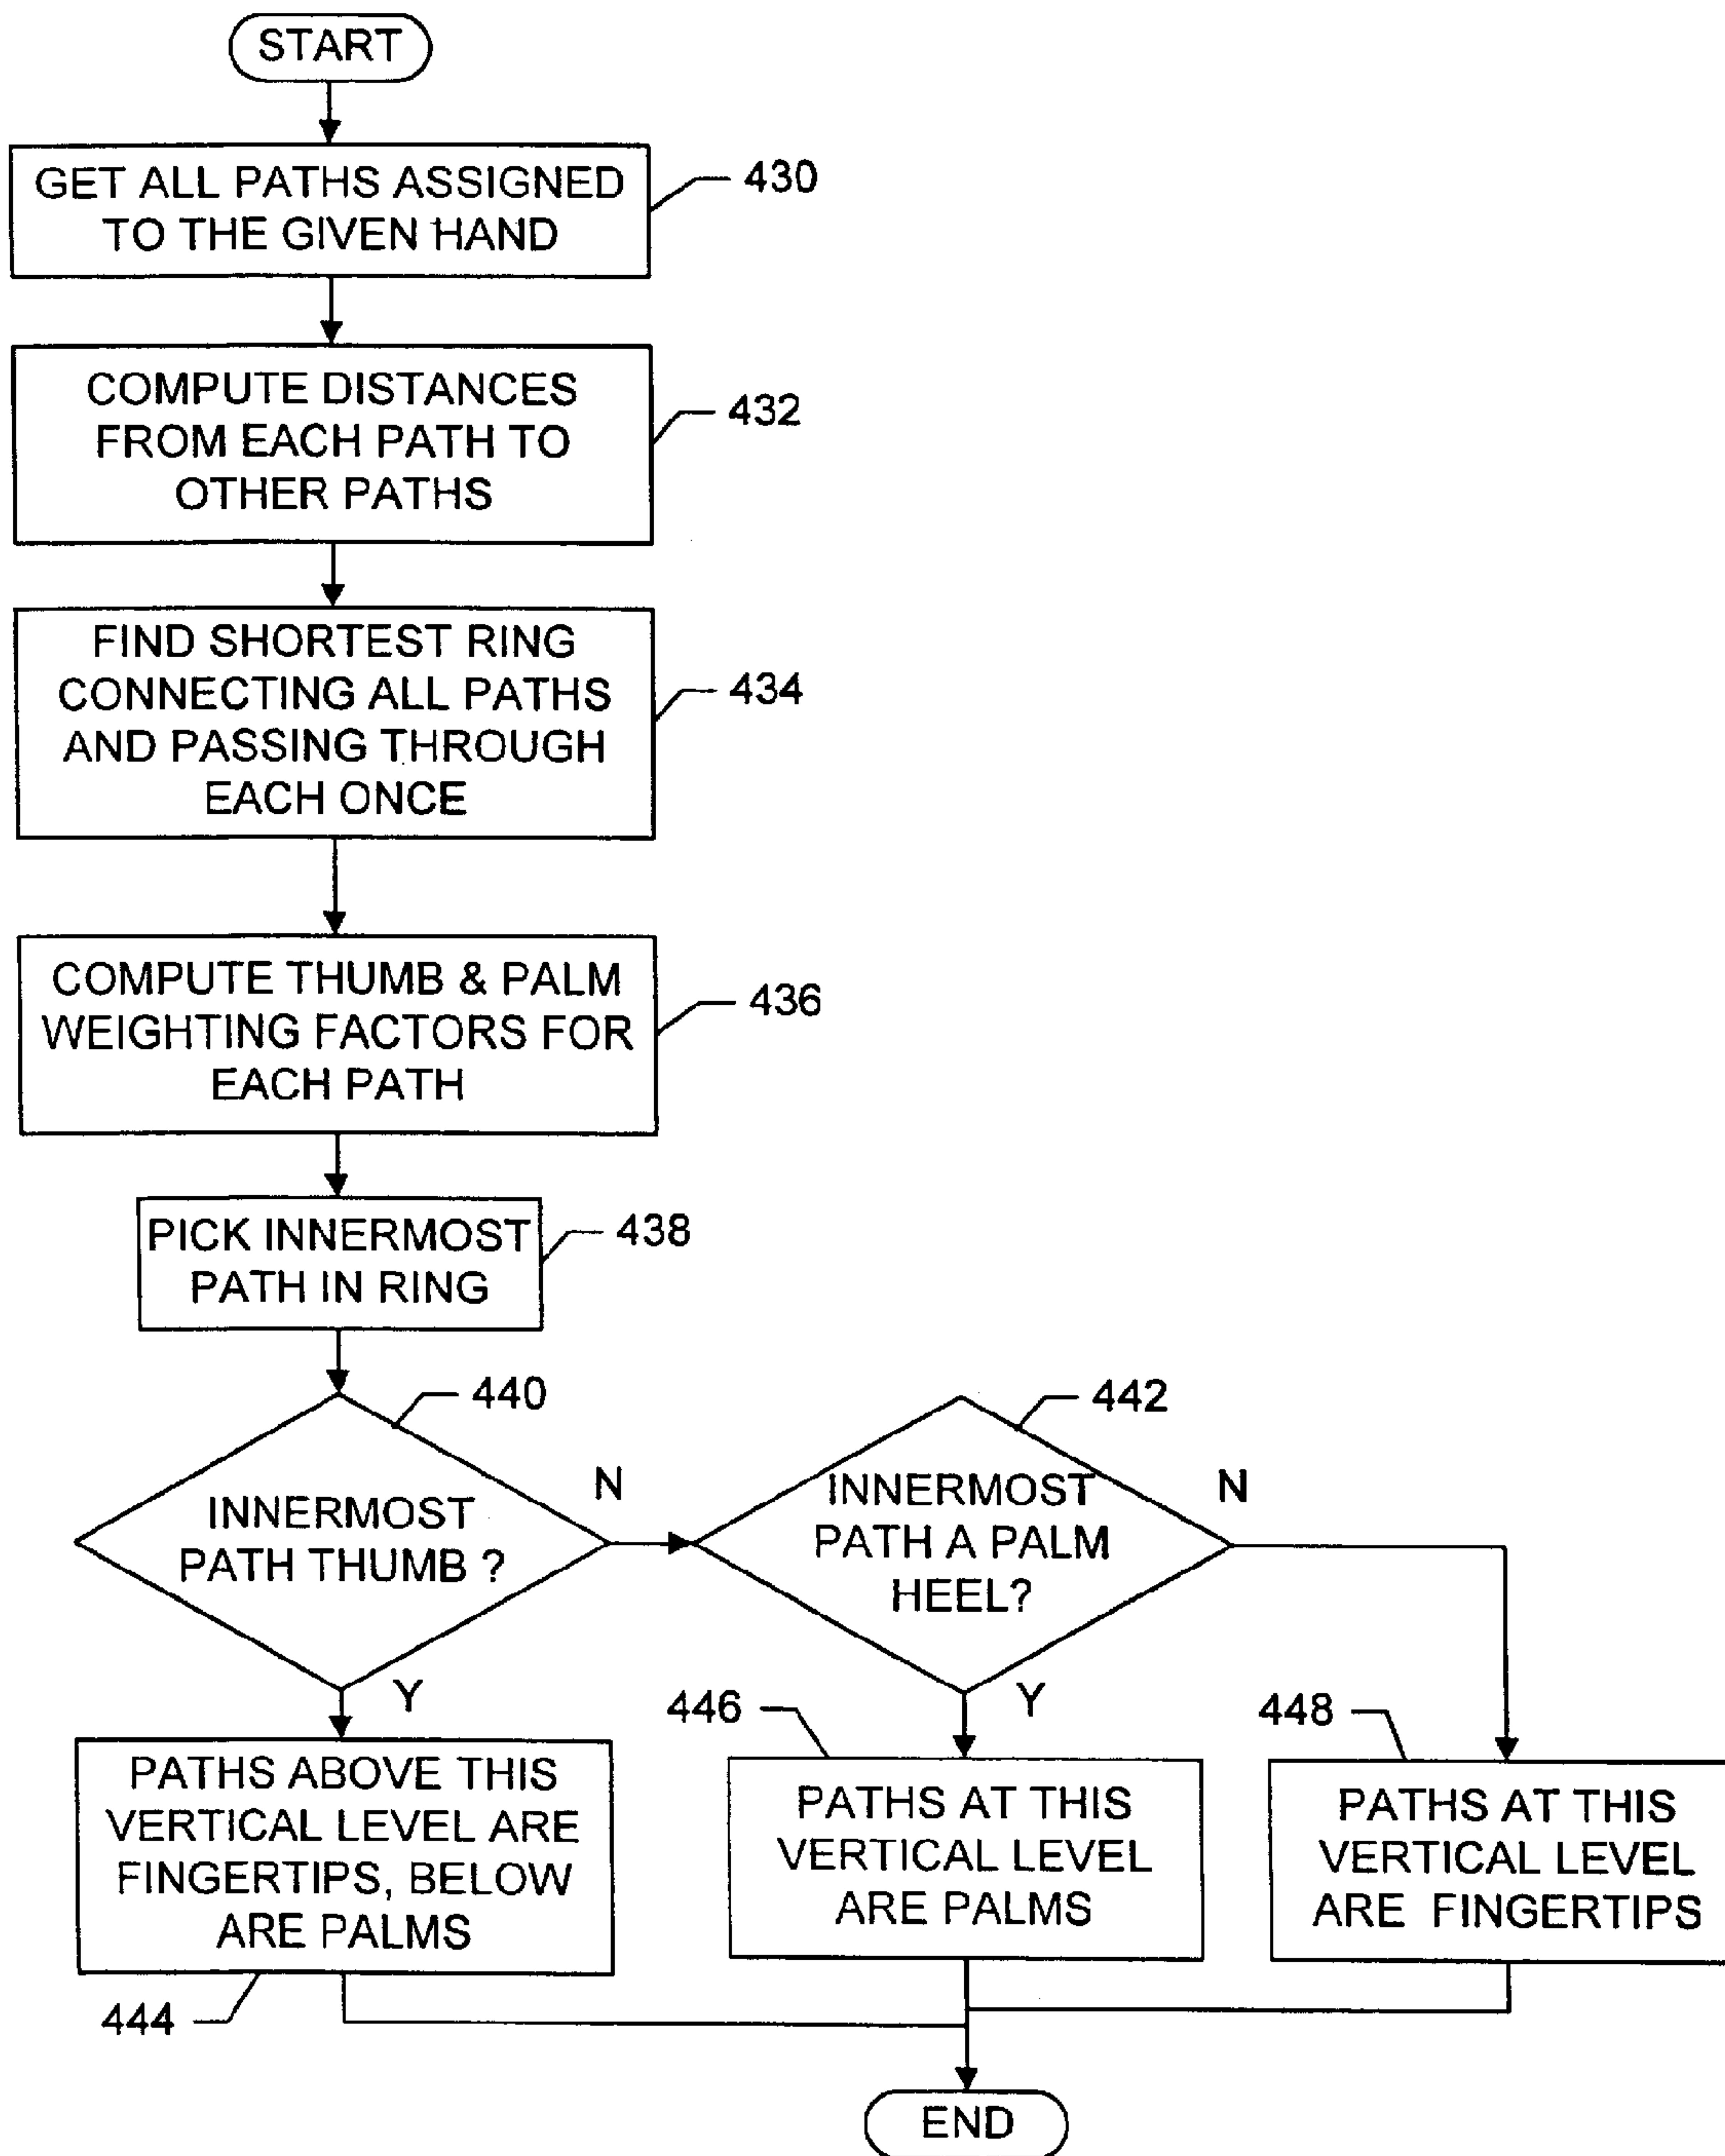 START
GET ALL PATHS ASSIGNED
TO THE GIVEN HAND
430
COMPUTE DISTANCES
FROM EACH PATH TO
OTHER PATHS
432
FIND SHORTEST RING
CONNECTING ALL PATHS
AND PASSING THROUGH
EACH ONCE
434
COMPUTE THUMB & PALM
WEIGHTING FACTORS FOR
EACH PATH
436
PICK INNERMOST
PATH IN RING
438
440
INNERMOST
PATH THUMB ?
N
Y
442
INNERMOST
PATH A PALM
HEEL?
N
Y
PATHS ABOVE THIS
VERTICAL LEVEL ARE
FINGERTIPS, BELOW
ARE PALMS
444
446
PATHS AT THIS
VERTICAL LEVEL
ARE PALMS
448
PATHS AT THIS
VERTICAL LEVEL
ARE FINGERTIPS
END